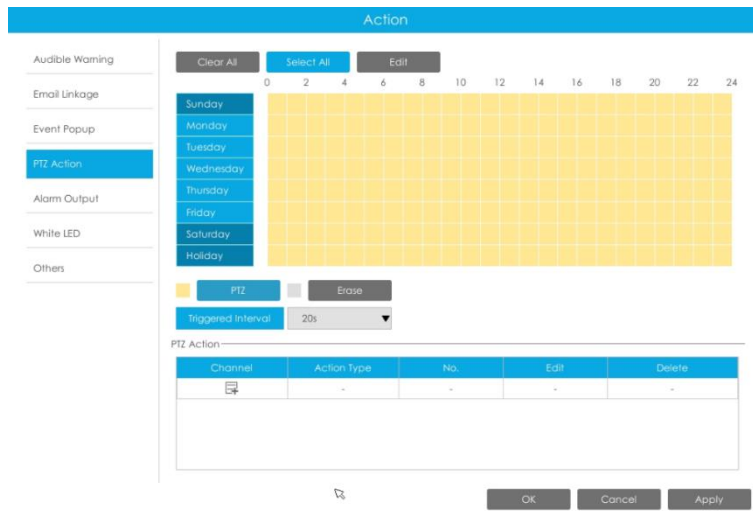 Action
Audible Warning
Email Linkage
Event Popup
PTZ Action
Alarm Output
White LED
Others
Clear All Select All Edit
0 2 4 6 8 10 12 14 16 18 20 22 24
Sunday
Monday
Tuesday
Wednesday
Thursday
Friday
Saturday
Holiday
PTZ Erase
Triggered Interval 20s
PTZ Action
Channel Action Type No. Edit Delete
- - - -
OK Cancel Apply